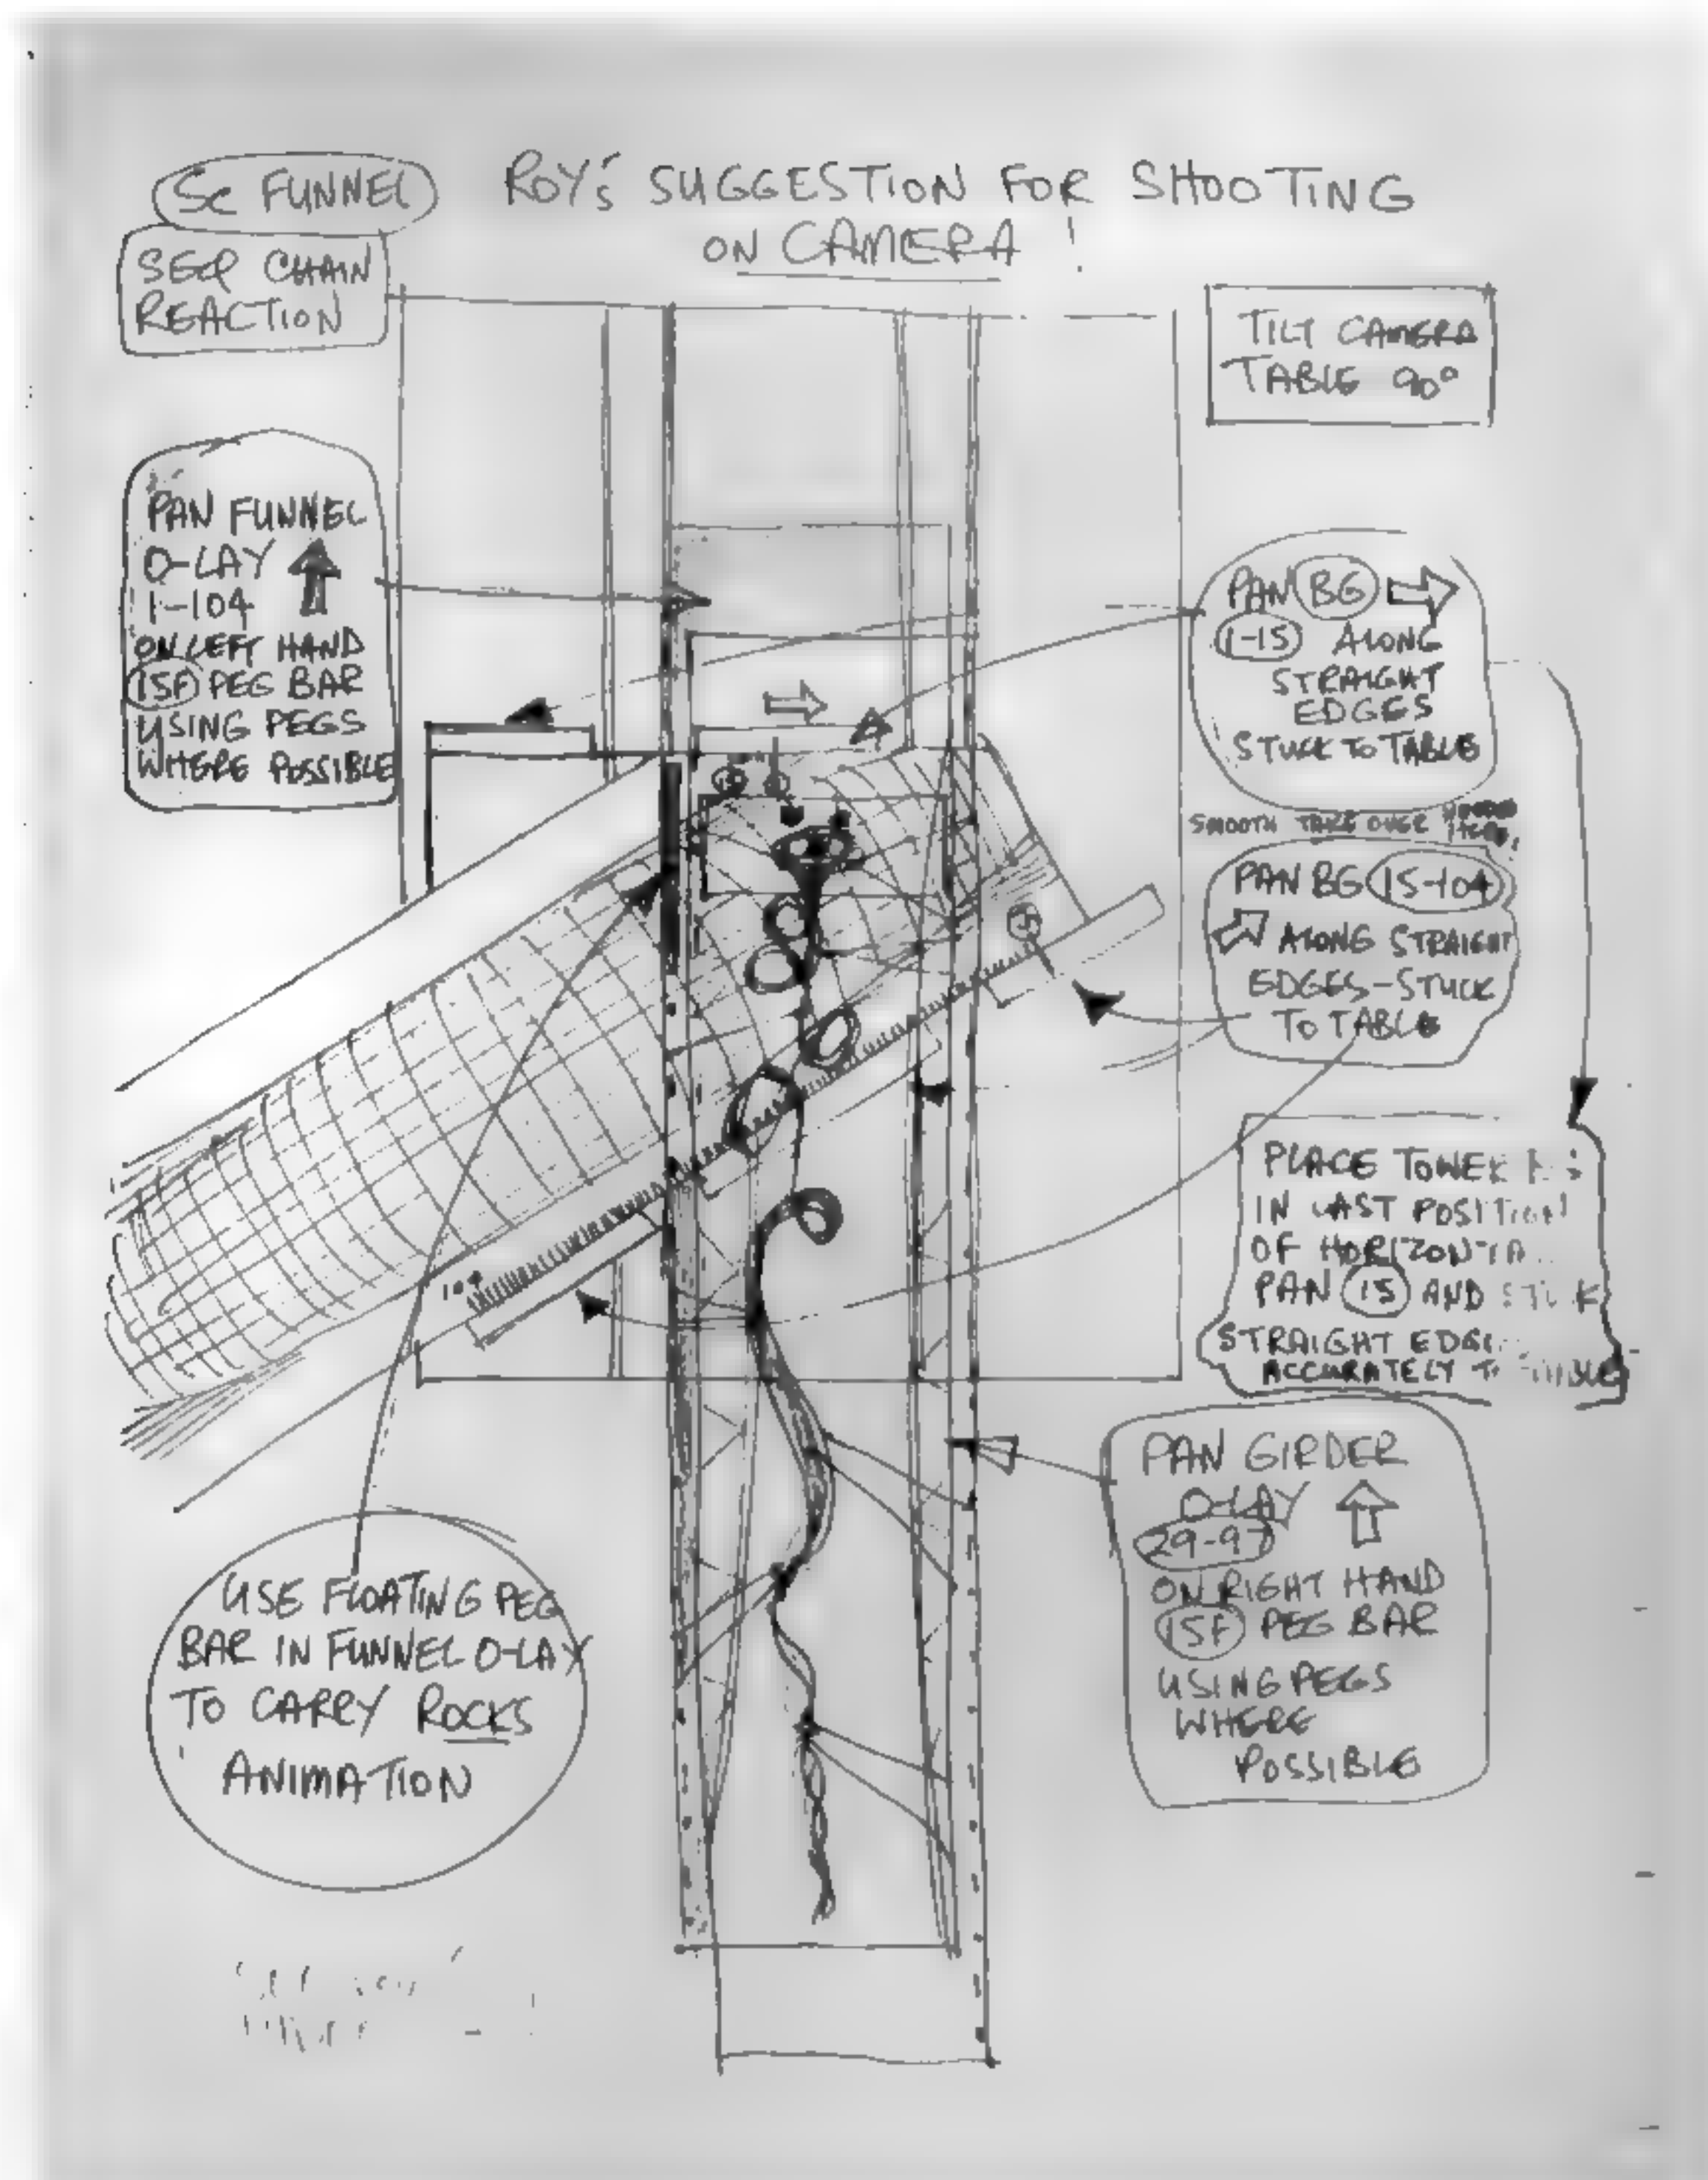 Sc FUNNEL
ROY'S SUGGESTION FOR SHOOTING
ON CAMERA !
SEQ CHAIN
REACTION
TILT CAMERA
TABLE 90°
PAN FUNNEL
O-LAY
1-104
ON LEFT HAND
15F PEG BAR
USING PEGS
WHERE POSSIBLE
PAN BG
1-15 ALONG
STRAIGHT
EDGES
STUCK TO TABLE
SMOOTH TAKE OVER
PAN BG 15-104
ALONG STRAIGHT
EDGES-STUCK
TO TABLE
PLACE TOWER
IN LAST POSITION
OF HORIZONTA
PAN 15 AND
STRAIGHT EDG
ACCURATELY
104
PAN GIRDER
O-LAY
29-97
ON RIGHT HAND
15F PEG BAR
USING PEGS
WHERE
POSSIBLE
USE FLOATING PEG
BAR IN FUNNEL O-LAY
TO CARRY ROCKS
ANIMATION